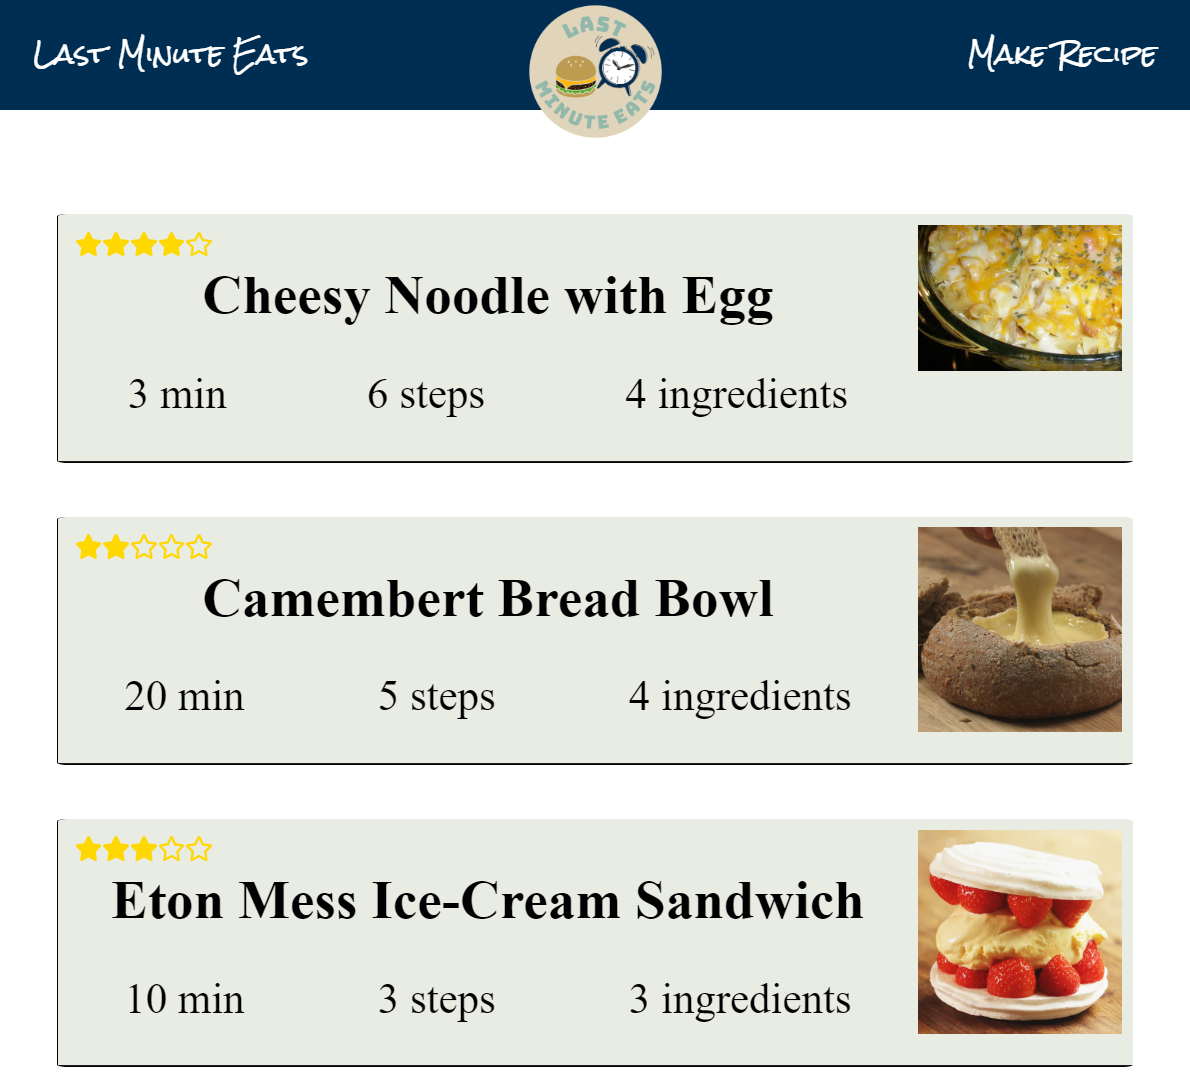 Last Minute Eats
LAST
MINUTE EATS
Make Recipe
Cheesy Noodle with Egg
3 min 6 steps 4 ingredients
Camembert Bread Bowl
20 min 5 steps 4 ingredients
Eton Mess Ice-Cream Sandwich
10 min 3 steps 3 ingredients